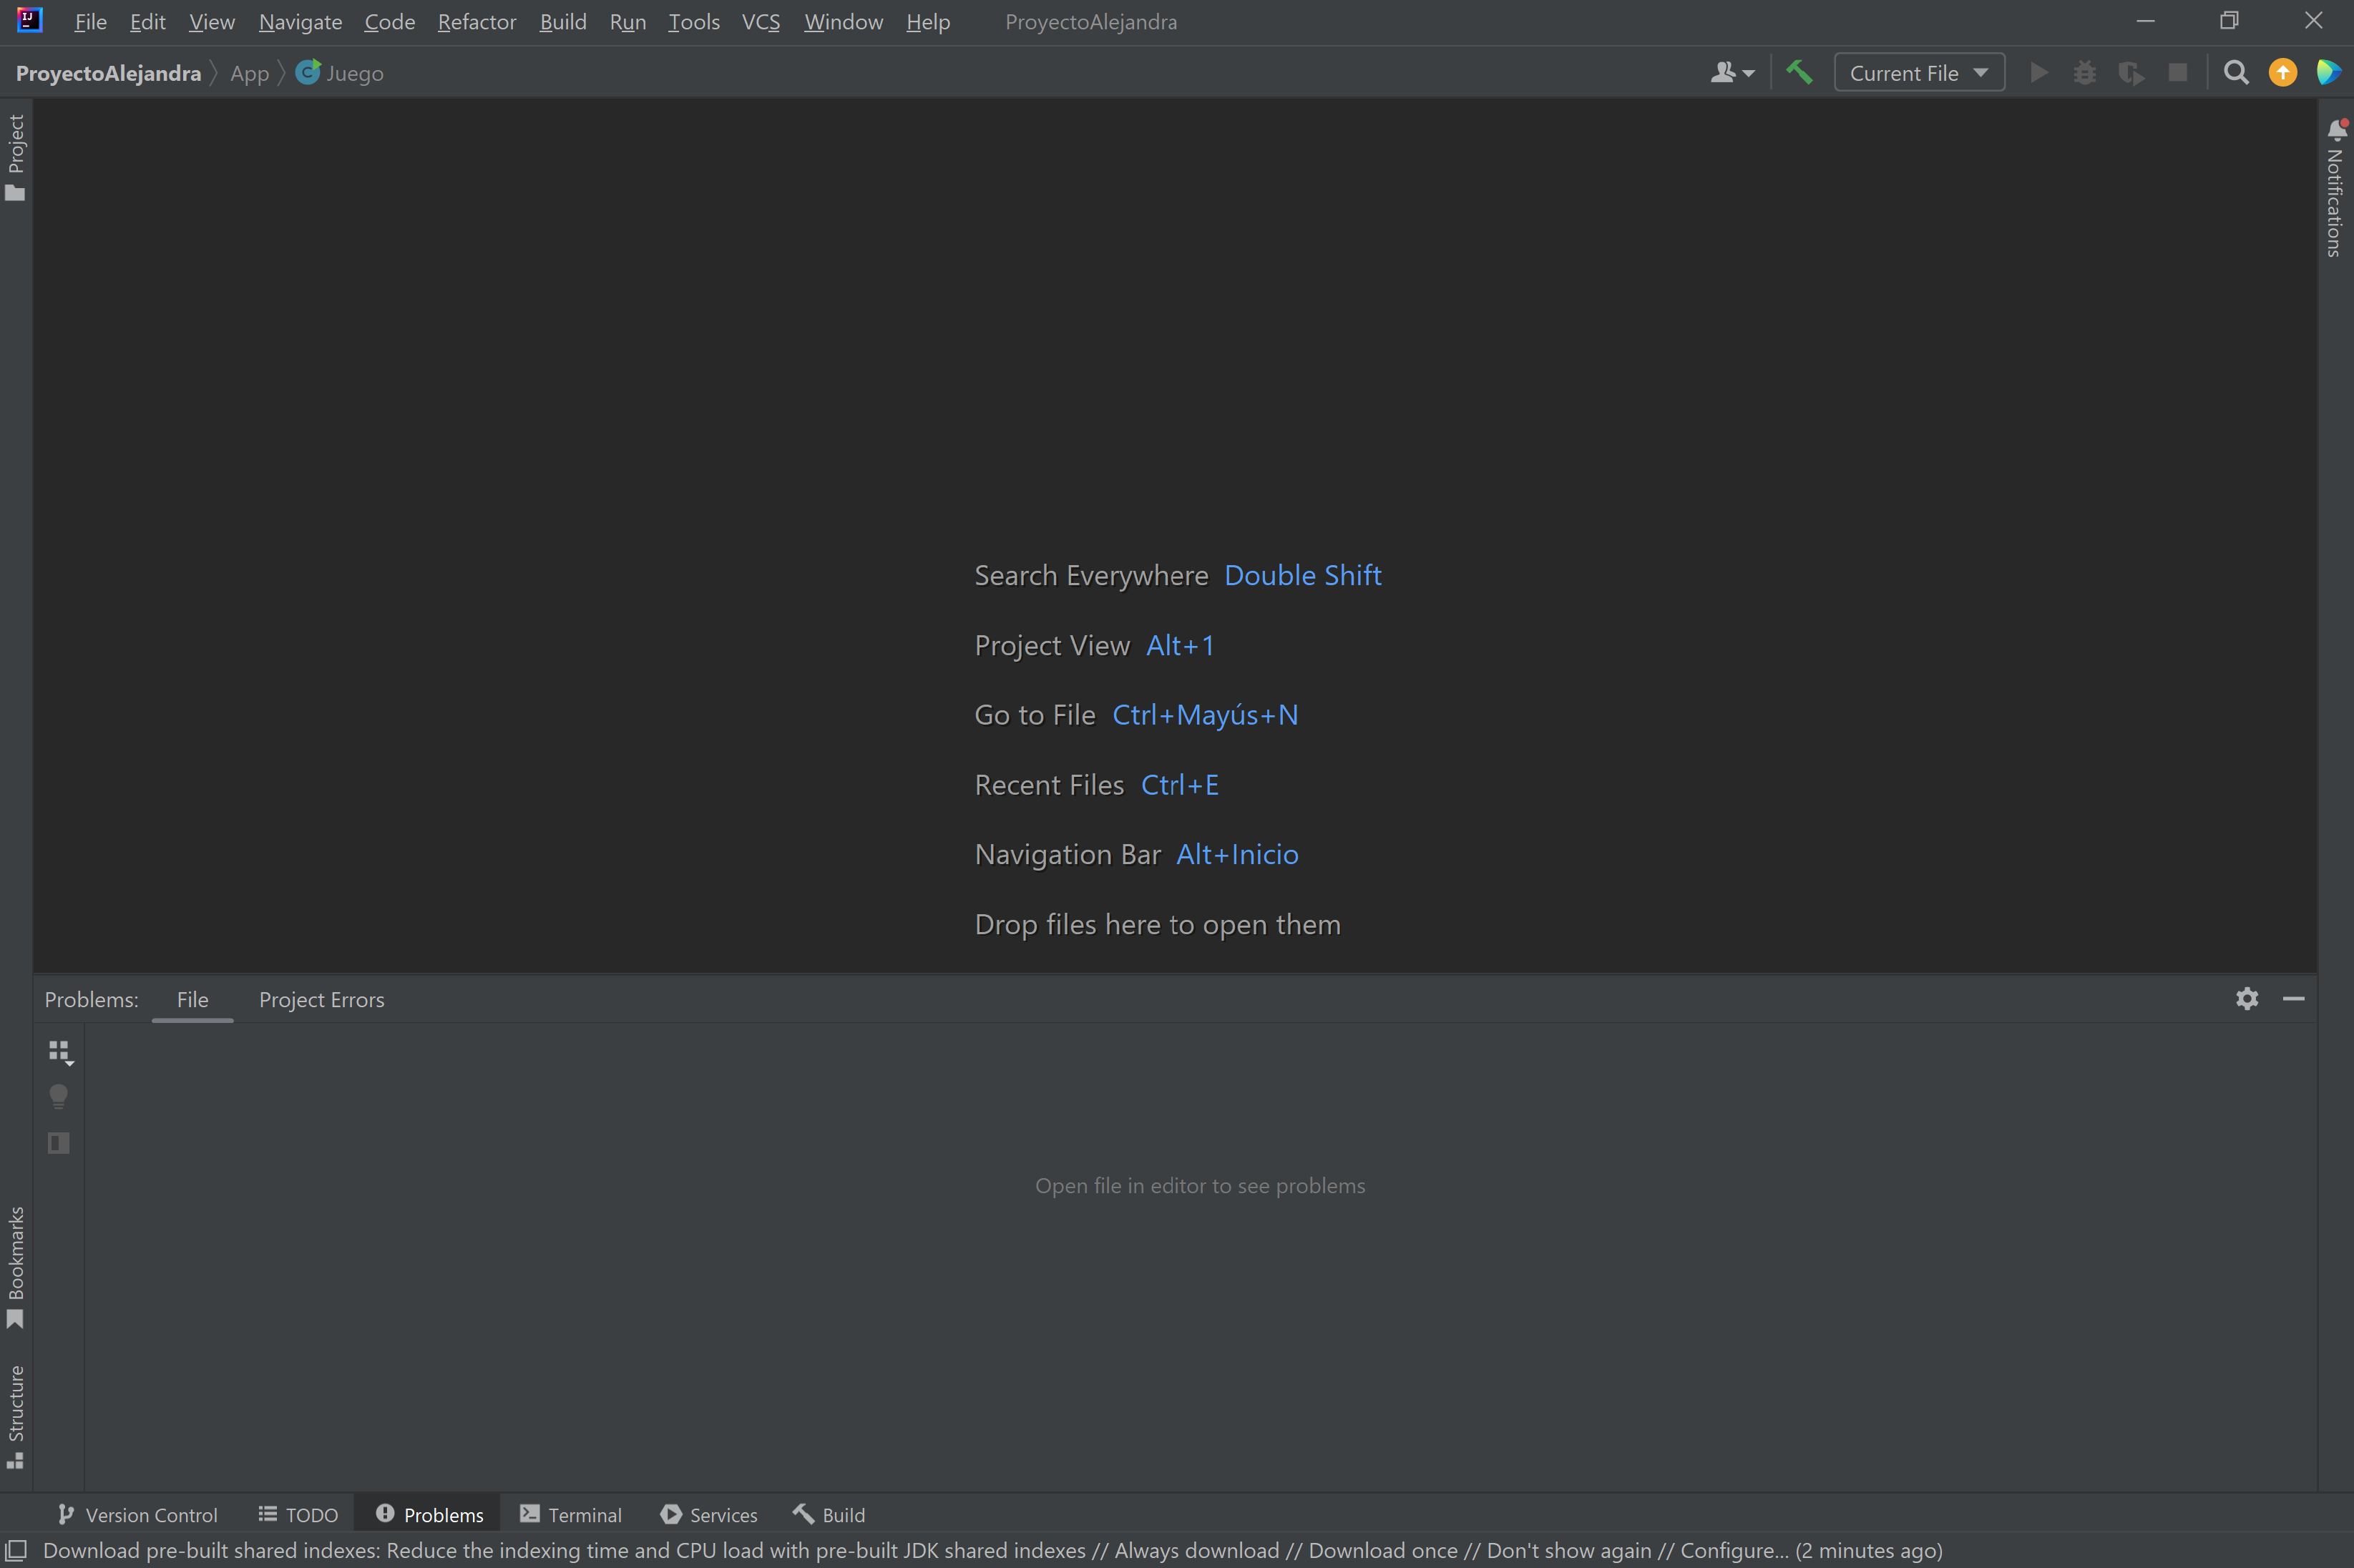 File Edit View Navigate Code Refactor Build Run Tools VCS Window Help ProyectoAlejandra
ProyectoAlejandra App Juego Current File
Project
Notifications
Search Everywhere Double Shift
Project View Alt+1
Go to File Ctrl+Mayús+N
Recent Files Ctrl+E
Navigation Bar Alt+Inicio
Drop files here to open them
Problems: File Project Errors
Open file in editor to see problems
Bookmarks
Structure
Version Control TODO Problems Terminal Services Build
Download pre-built shared indexes: Reduce the indexing time and CPU load with pre-built JDK shared indexes // Always download // Download once // Don't show again // Configure... (2 minutes ago)